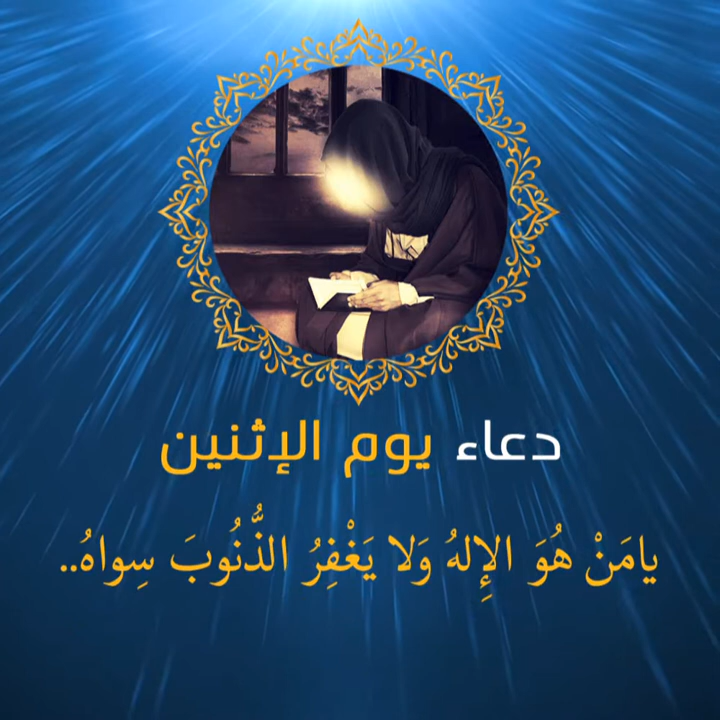 دعاء يوم الإثنين
يامَنْ هُوَ الإِلهُ وَلا يَغْفِرُ الذُّنُوبَ سِواهُ..